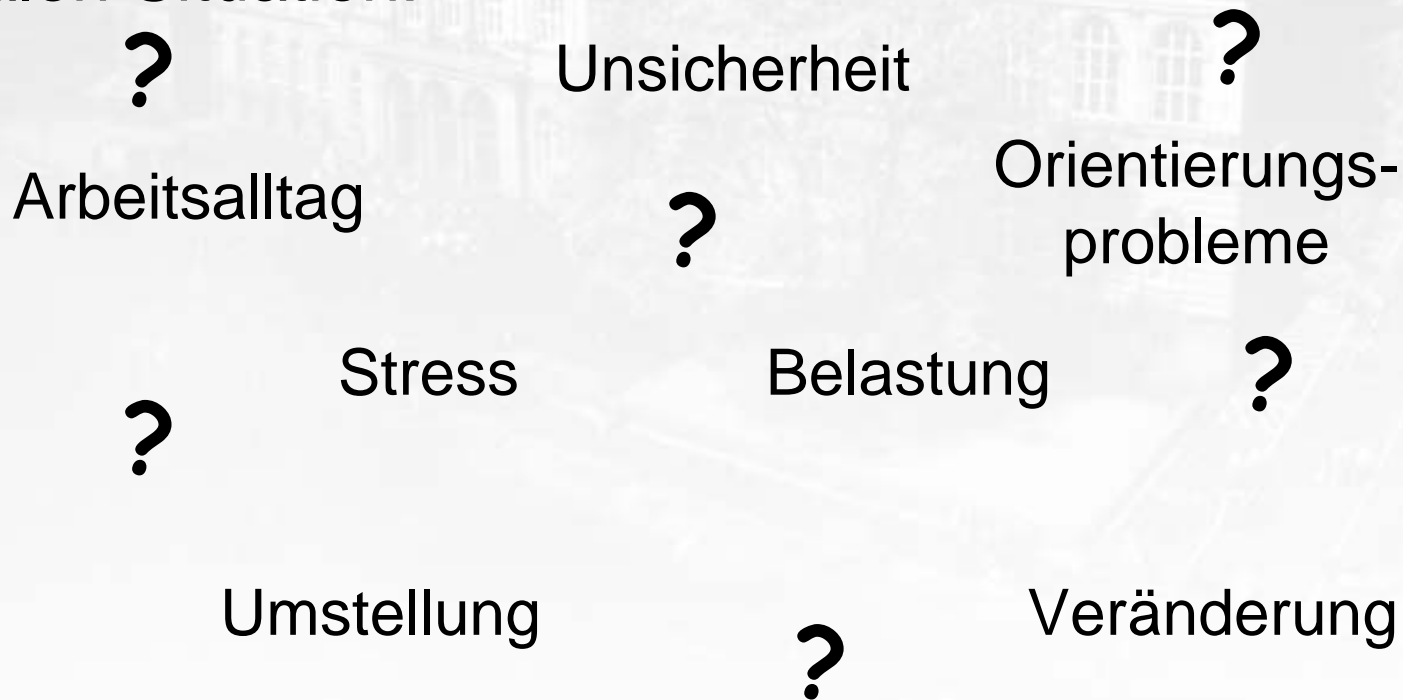 ?
Unsicherheit
?
Arbeitsalltag
?
Orientierungs-
probleme
Stress
Belastung
?
?
Umstellung
?
Veränderung